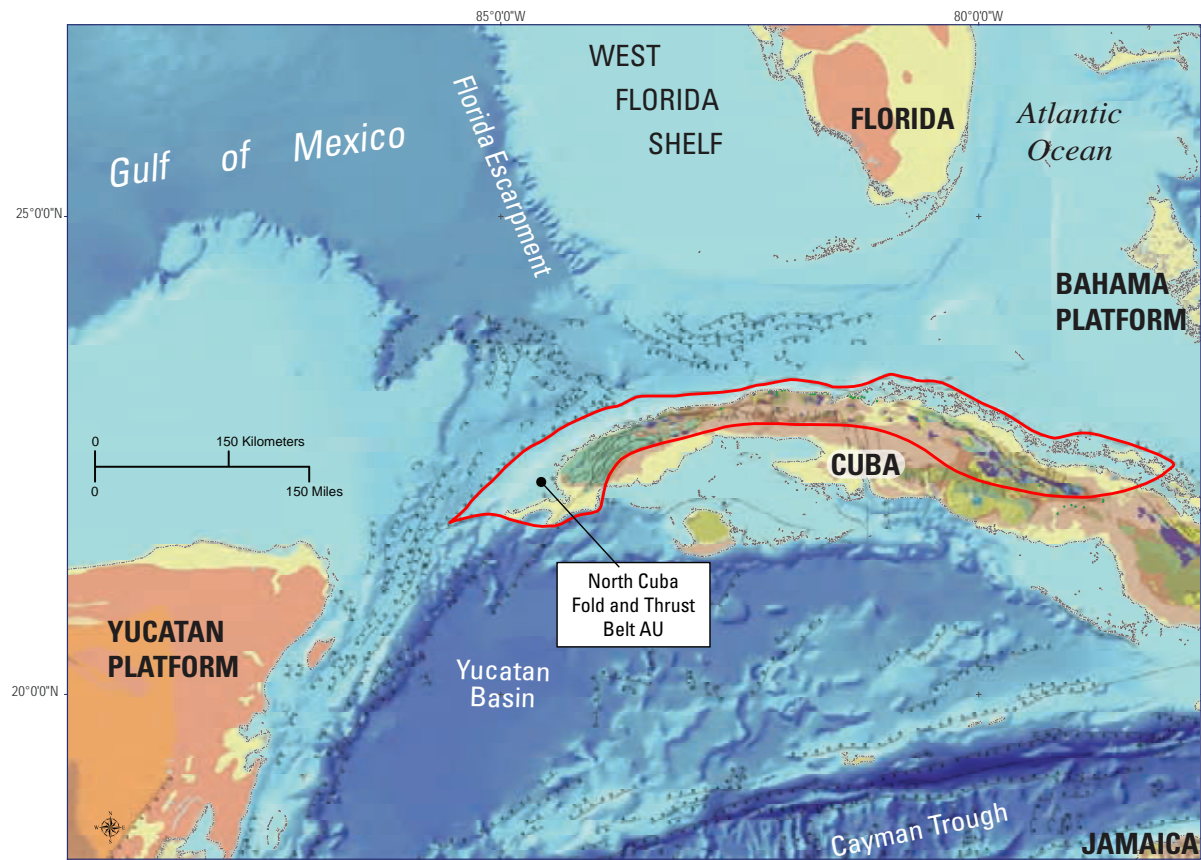 85°0'0"W
80°0'0"W
WEST
FLORIDA
SHELF
FLORIDA
Atlantic
Ocean
Gulf of Mexico
Florida Escarpment
25°0'0"N
BAHAMA
PLATFORM
0
150 Kilometers
0
150 Miles
CUBA
North Cuba
Fold and Thrust
Belt AU
YUCATAN
PLATFORM
Yucatan
Basin
20°0'0"N
N
W
E
S
Cayman Trough
JAMAICA